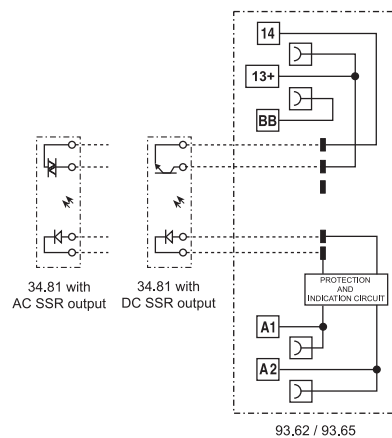 14
13+
BB
PROTECTION
AND
INDICATION CIRCUIT
34.81 with
AC SSR output
34.81 with
DC SSR output
A1
A2
93.62 / 93.65